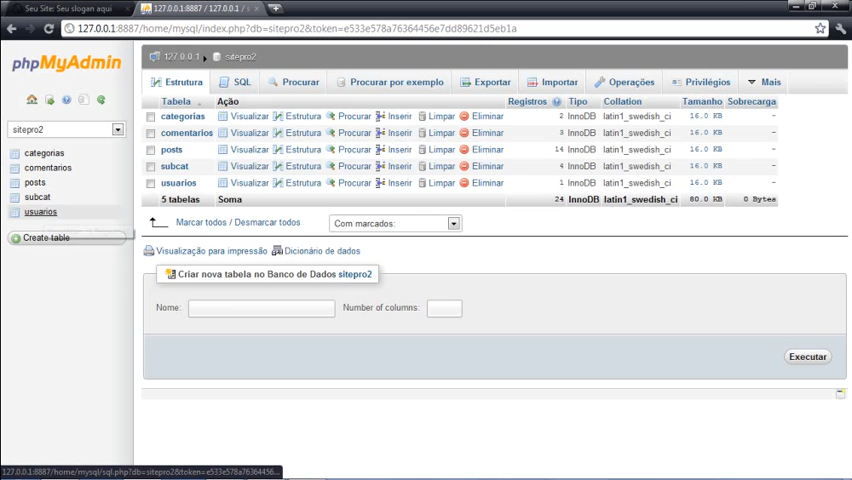 Seu Site: Seu slogan aqui
127.0.0.1:8887 / 127.0.0.1 / s
127.0.0.1:8887/home/mysql/index.php?db=sitepro2&token=e533e578a76364456e7dd89621d5eb1a
phpMyAdmin
sitepro2
categorias
comentarios
posts
subcat
usuarios
Create table
127.0.0.1 sitepro2
Estrutura SQL Procurar Procurar por exemplo Exportar Importar Operações Privilégios Mais
Tabela Ação Registros Tipo Collation Tamanho Sobrecarga
categorias Visualizar Estrutura Procurar Inserir Limpar Eliminar 2 InnoDB latin1_swedish_ci 16.0 KB -
comentarios Visualizar Estrutura Procurar Inserir Limpar Eliminar 3 InnoDB latin1_swedish_ci 16.0 KB -
posts Visualizar Estrutura Procurar Inserir Limpar Eliminar 14 InnoDB latin1_swedish_ci 16.0 KB -
subcat Visualizar Estrutura Procurar Inserir Limpar Eliminar 4 InnoDB latin1_swedish_ci 16.0 KB -
usuarios Visualizar Estrutura Procurar Inserir Limpar Eliminar 1 InnoDB latin1_swedish_ci 16.0 KB -
5 tabelas Soma 24 InnoDB latin1_swedish_ci 80.0 KB 0 Bytes
Marcar todos / Desmarcar todos Com marcados:
Visualização para impressão Dicionário de dados
Criar nova tabela no Banco de Dados sitepro2
Nome: Number of columns:
Executar
127.0.0.1:8887/home/mysql/sql.php?db=sitepro2&token=e533e578a76364456...